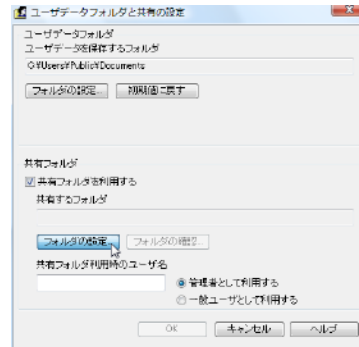 ユーザデータフォルダと共有の設定
ユーザデータフォルダ
ユーザデータを保存するフォルダ
C:¥Users¥Public¥Documents
フォルダの設定... 初期値に戻す
共有フォルダ
共有フォルダを利用する
共有するフォルダ
フォルダの設定... フォルダの確認...
共有フォルダ利用時のユーザ名
管理者として利用する
一般ユーザとして利用する
OK キャンセル ヘルプ